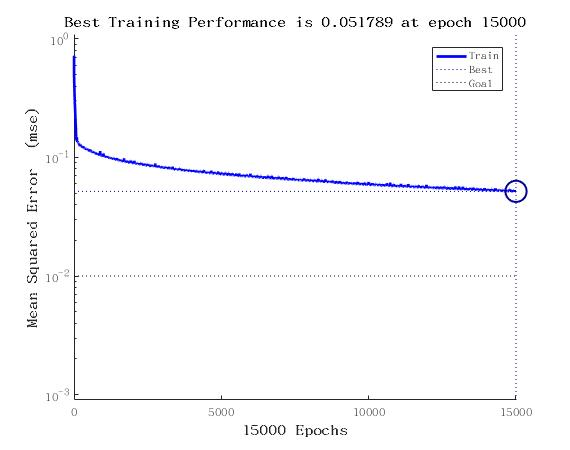 Best Training Performance is 0.051789 at epoch 15000
10^0
Train
Best
Goal
10^-1
10^-2
10^-3
Mean Squared Error (mse)
0 5000 10000 15000
15000 Epochs